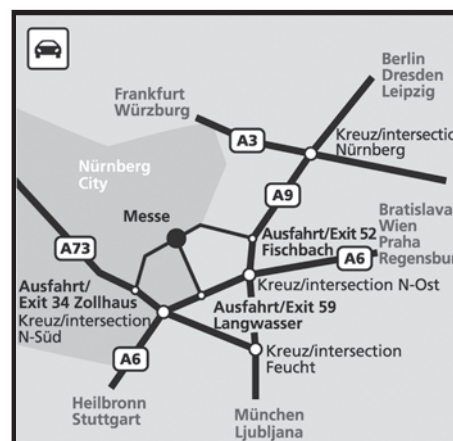 Berlin
Dresden
Leipzig
Frankfurt
Würzburg
A3
Kreuz/intersection
Nürnberg
Nürnberg
City
A9
Messe
Bratislava
Wien
Praha
Regensburg
Ausfahrt/Exit 52
Fischbach
A73
A6
Ausfahrt/
Exit 34 Zollhaus
Kreuz/intersection
N-Süd
Kreuz/intersection N-Ost
Ausfahrt/Exit 59
Langwasser
A6
Kreuz/intersection
Feucht
Heilbronn
Stuttgart
München
Ljubljana